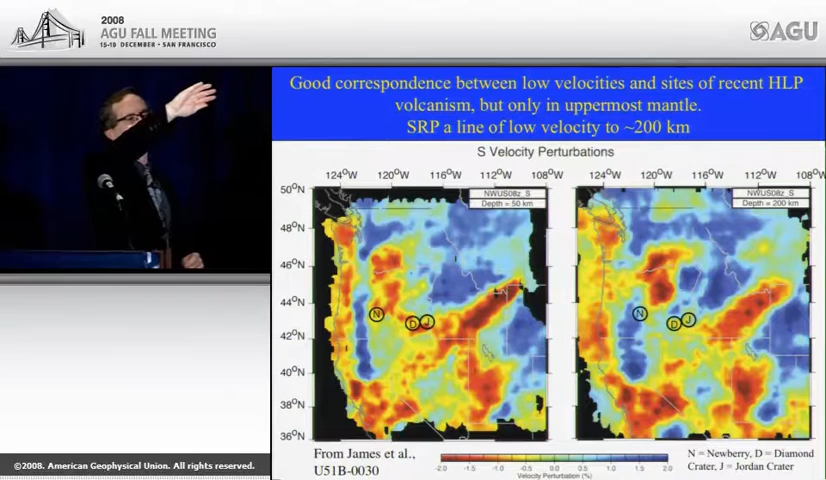 2008
AGU FALL MEETING
15-19 DECEMBER • SAN FRANCISCO
AGU
Good correspondence between low velocities and sites of recent HLP
volcanism, but only in uppermost mantle.
SRP a line of low velocity to ~200 km
S Velocity Perturbations
124°W 120°W 116°W 112°W 108°W
124°W 120°W 116°W 112°W 108°W
50°N
NWUS08z_S
Depth = 50 km
NWUS08z_S
Depth = 200 km
48°N
46°N
44°N
N
D
J
N
D
J
42°N
40°N
38°N
36°N
From James et al.,
U51B-0030
-2.0 -1.5 -1.0 -0.5 0.0 0.5 1.0 1.5 2.0
Velocity Perturbation (%)
N = Newberry, D = Diamond
Crater, J = Jordan Crater
©2008. American Geophysical Union. All rights reserved.